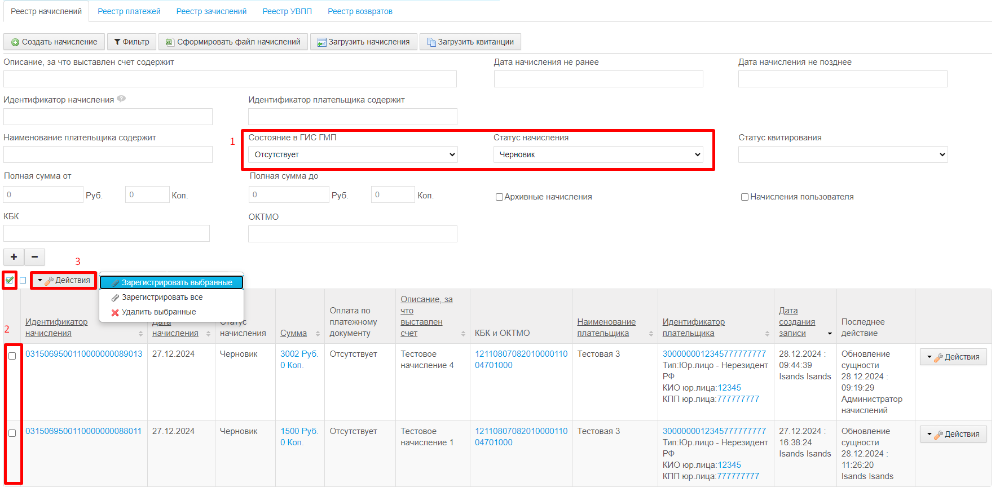 Реестр начислений Реестр платежей Реестр зачислений Реестр УВПП Реестр возвратов
Создать начисление Фильтр Сформировать файл начислений Загрузить начисления Загрузить квитанции
Описание, за что выставлен счет содержит Дата начисления не ранее Дата начисления не позднее
Идентификатор начисления ? Идентификатор плательщика содержит
Наименование плательщика содержит 1 Состояние в ГИС ГМП Статус начисления Статус квитирования
Отсутствует Черновик
Полная сумма от Полная сумма до
0 Руб. 0 Коп. 0 Руб. 0 Коп. Архивные начисления Начисления пользователя
КБК ОКТМО
+ −
3
Действия Зарегистрировать выбранные
Зарегистрировать все
Удалить выбранные
2
Идентификатор начисления
Дата начисления
Статус начисления
Сумма
Оплата по платежному документу
Описание, за что выставлен счет
КБК и ОКТМО
Наименование плательщика
Идентификатор плательщика
Дата создания записи
Последнее действие
0315069500110000000089013 27.12.2024 Черновик 3002 Руб. Отсутствует Тестовое 12110807082010000110 Тестовая 3 3000000012345777777777 28.12.2024 : Обновление Действия
0 Коп. начисление 4 04701000 Тип:Юр.лицо - Нерезидент 09:44:39 сущности
РФ Isands Isands 28.12.2024 :
КИО юр.лица:12345 09:19:29
КПП юр.лица:777777777 Администратор
начислений
0315069500110000000088011 27.12.2024 Черновик 1500 Руб. Отсутствует Тестовое 12110807082010000110 Тестовая 3 3000000012345777777777 27.12.2024 : Обновление Действия
0 Коп. начисление 1 04701000 Тип:Юр.лицо - Нерезидент 16:38:24 сущности
РФ Isands Isands 28.12.2024 :
КИО юр.лица:12345 11:26:20
КПП юр.лица:777777777 Isands Isands